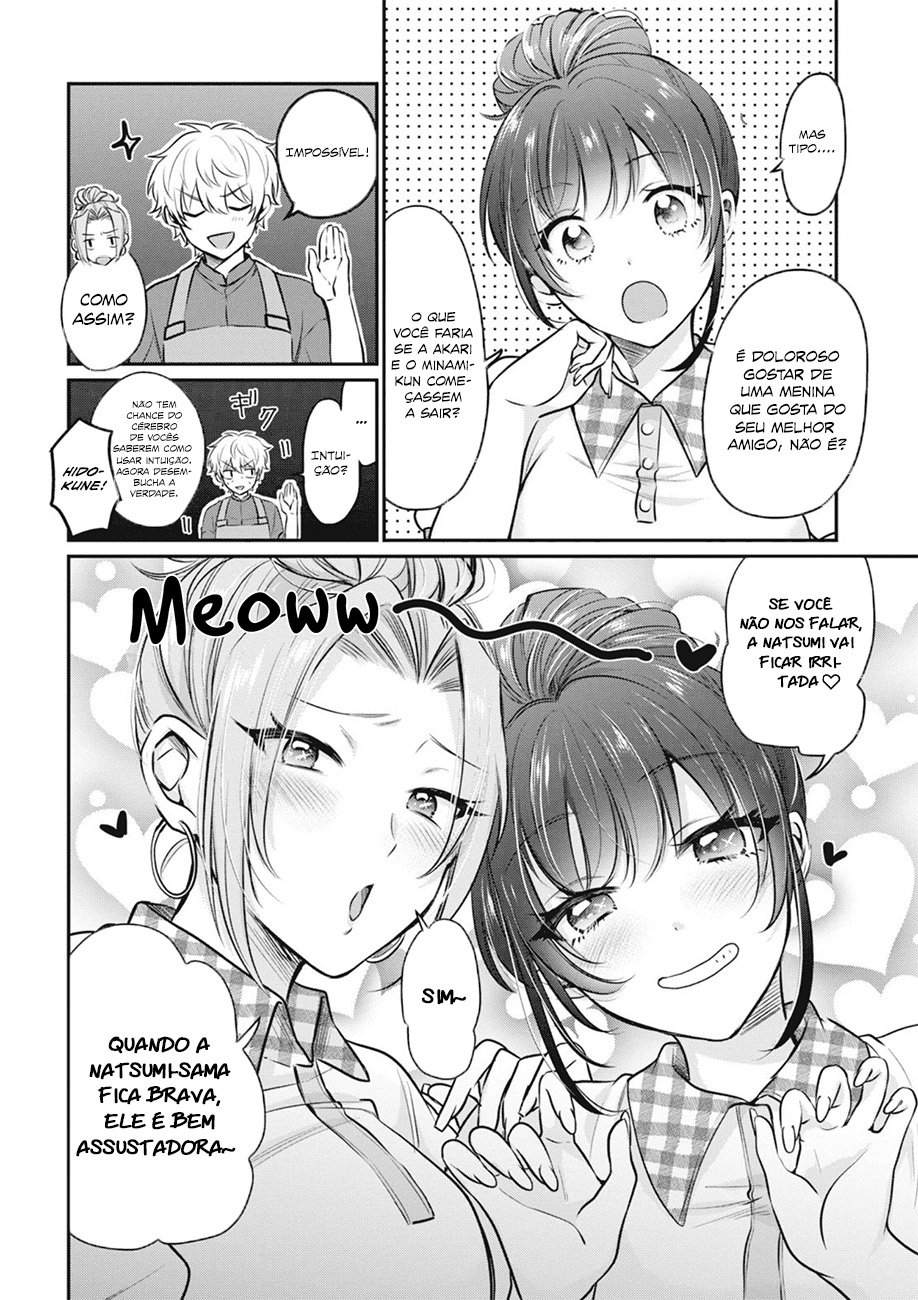 MAS
TIPO....
É DOLOROSO
GOSTAR DE
UMA MENINA
QUE GOSTA DO
SEU MELHOR
AMIGO, NÃO É?
O QUE
VOCÊ FARIA
SE A AKARI
E O MINAMI-
KUN COME-
ÇASSEM
A SAIR?
IMPOSSÍVEL!
COMO
ASSIM?
...
INTUI-
ÇÃO?
ギク
NÃO TEM
CHANCE DO
CÉREBRO DE
VOCÊS
SABEREM COMO
USAR INTUIÇÃO.
AGORA DESEM-
BUCHA A
VERDADE.
HIDO-
KUNE!
SE VOCÊ
NÃO NOS FALAR,
A NATSUMI VAI
FICAR IRRI-
TADA♡
MEOWW
SIM~
QUANDO A
NATSUMI-SAMA
FICA BRAVA,
ELE É BEM
ASSUSTADORA~